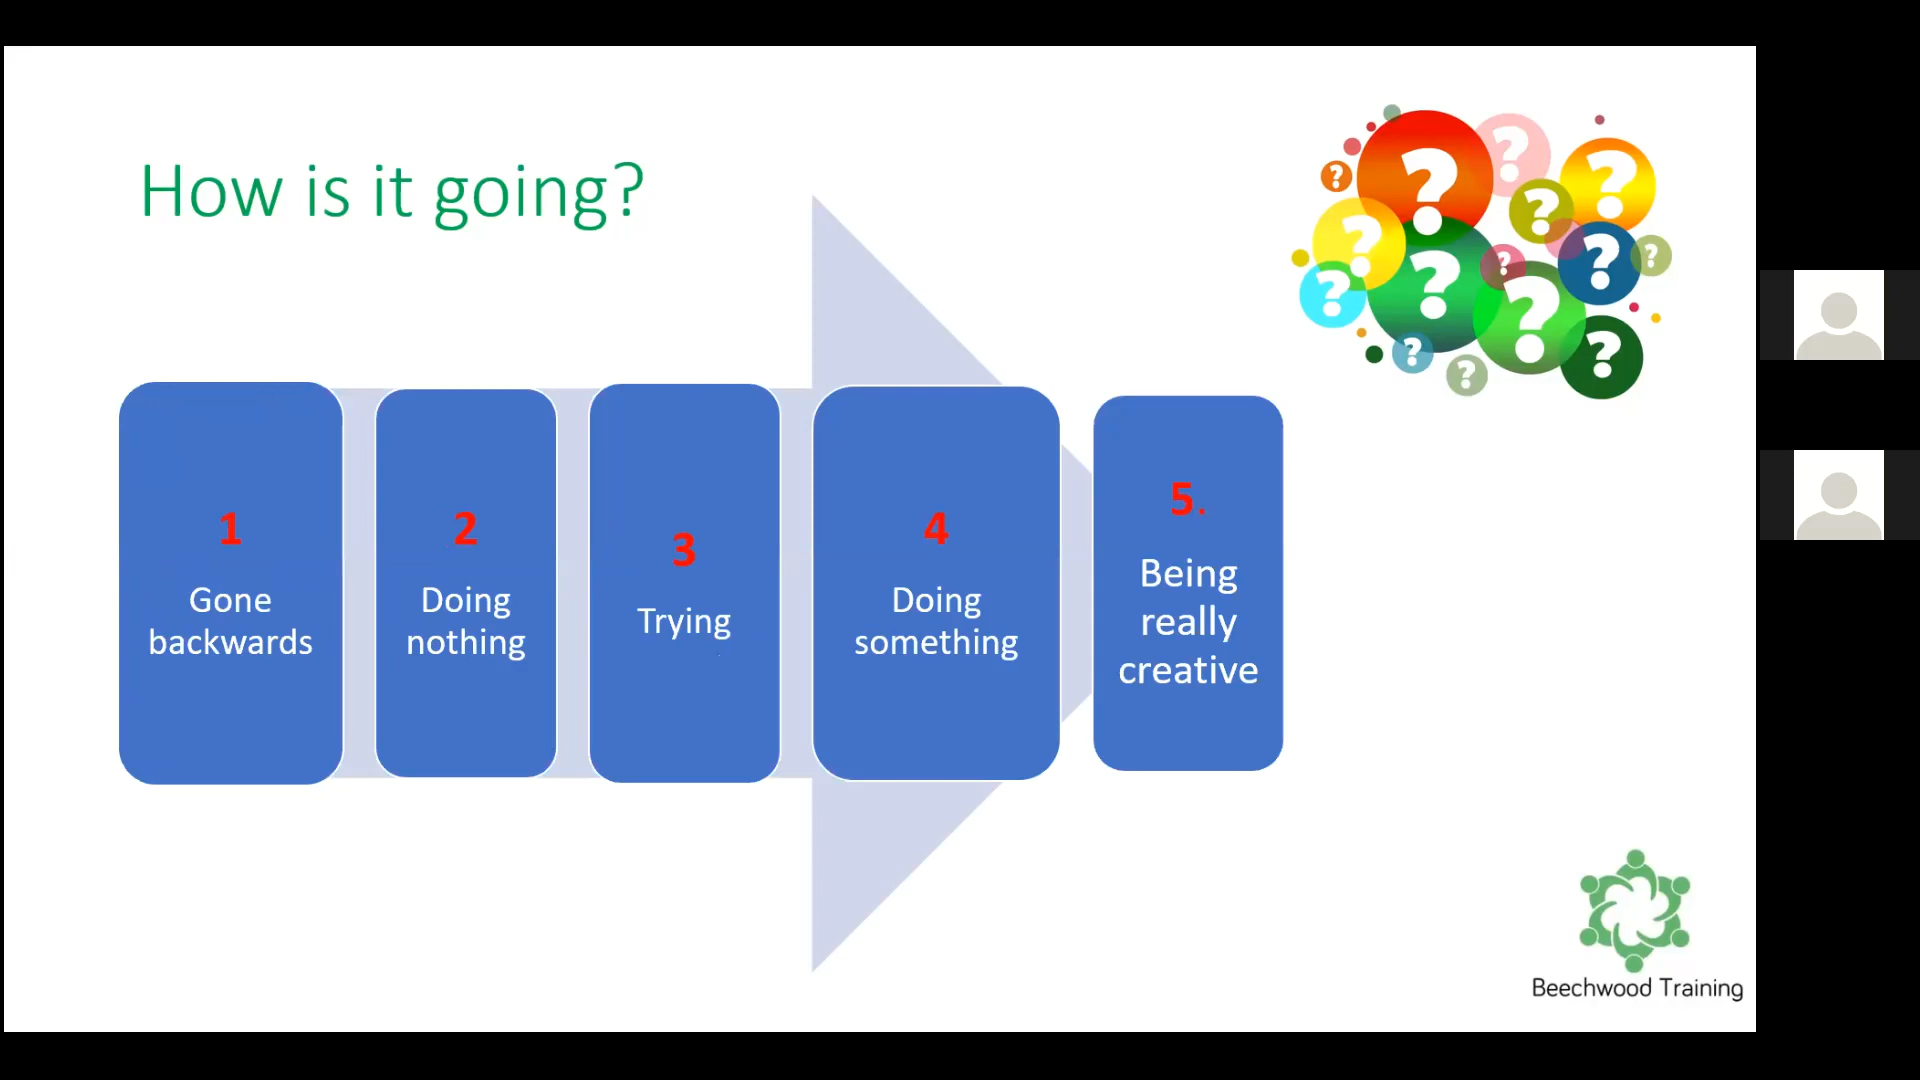 How is it going?
? ? ? ? ? ? ? ? ? ? ? ? ? ? ?
1
Gone
backwards
2
Doing
nothing
3
Trying
4
Doing
something
5.
Being
really
creative
Beechwood Training